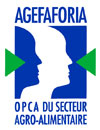 AGEFAFORIA
OPCA DU SECTEUR
AGRO-ALIMENTAIRE